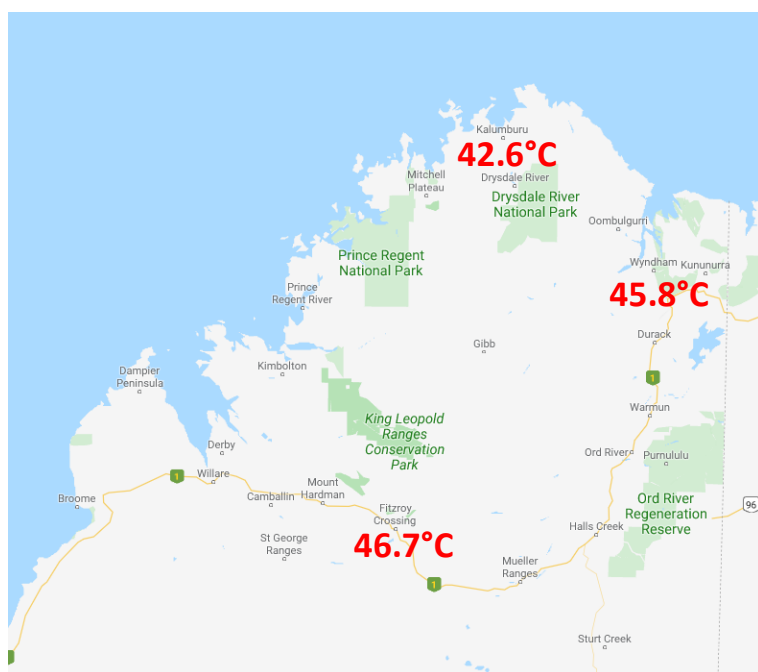 Kalumburu
42.6°C
Drysdale River
Mitchell
Plateau
Drysdale River
National Park
Oombulgurri
Prince Regent
National Park
Wyndham
Kununurra
Prince
Regent River
45.8°C
Durack
Gibb
Kimbolton
Dampier
Peninsula
1
Warmun
King Leopold
Ranges
Conservation
Park
Derby
Ord River
Purnululu
1
Willare
Mount
Hardman
Camballin
Broome
Ord River
Regeneration
Reserve
96
Fitzroy
Crossing
Halls Creek
St George
Ranges
46.7°C
Mueller
Ranges
1
Sturt Creek